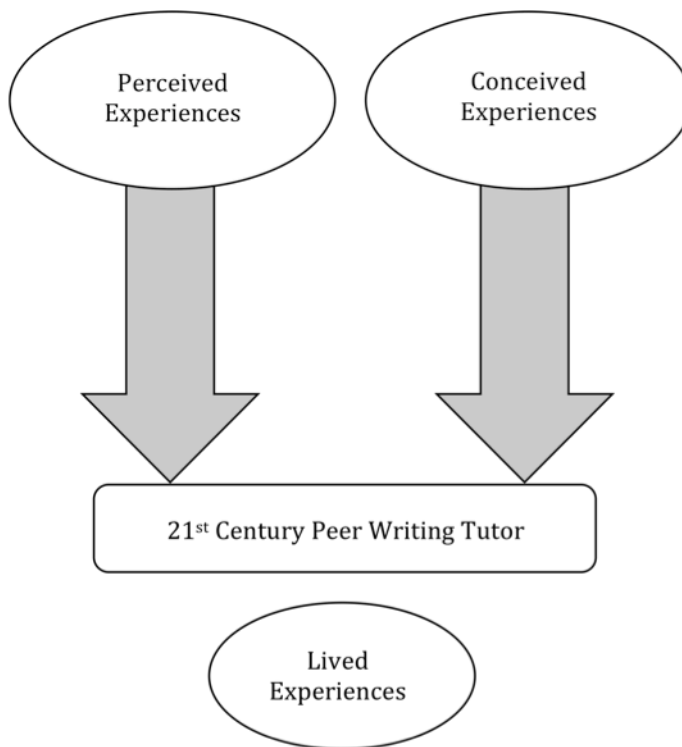 Perceived
Experiences
Conceived
Experiences
21st Century Peer Writing Tutor
Lived
Experiences